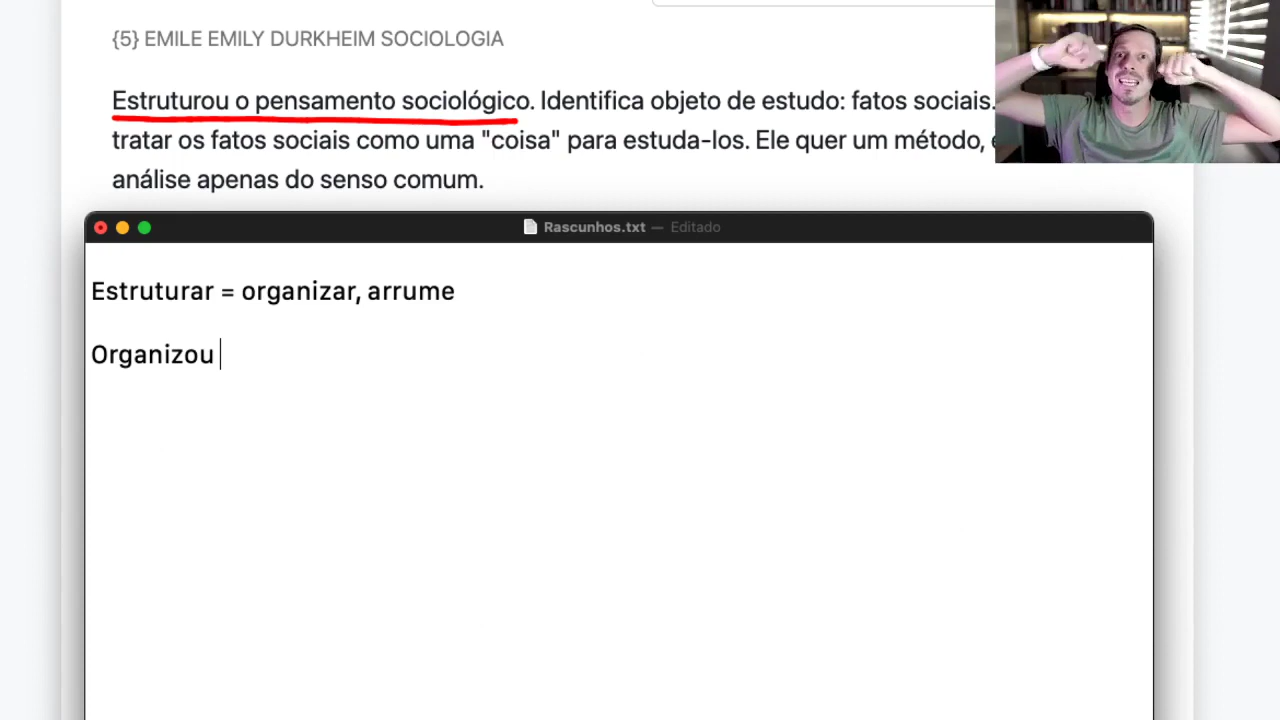 {5} EMILE EMILY DURKHEIM SOCIOLOGIA
Estruturou o pensamento sociológico. Identifica objeto de estudo: fatos sociais.
tratar os fatos sociais como uma "coisa" para estuda-los. Ele quer um método,
análise apenas do senso comum.
Rascunhos.txt — Editado
Estruturar = organizar, arrume
Organizou